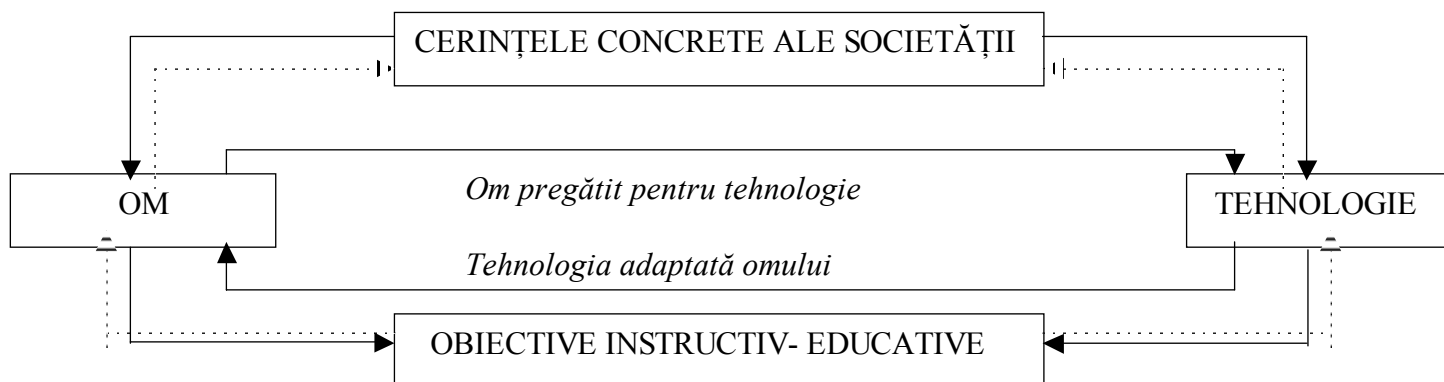 CERINȚELE CONCRETE ALE SOCIETĂȚII
Om pregătit pentru tehnologie
OM
TEHNOLOGIE
Tehnologia adaptată omului
OBIECTIVE INSTRUCTIV- EDUCATIVE